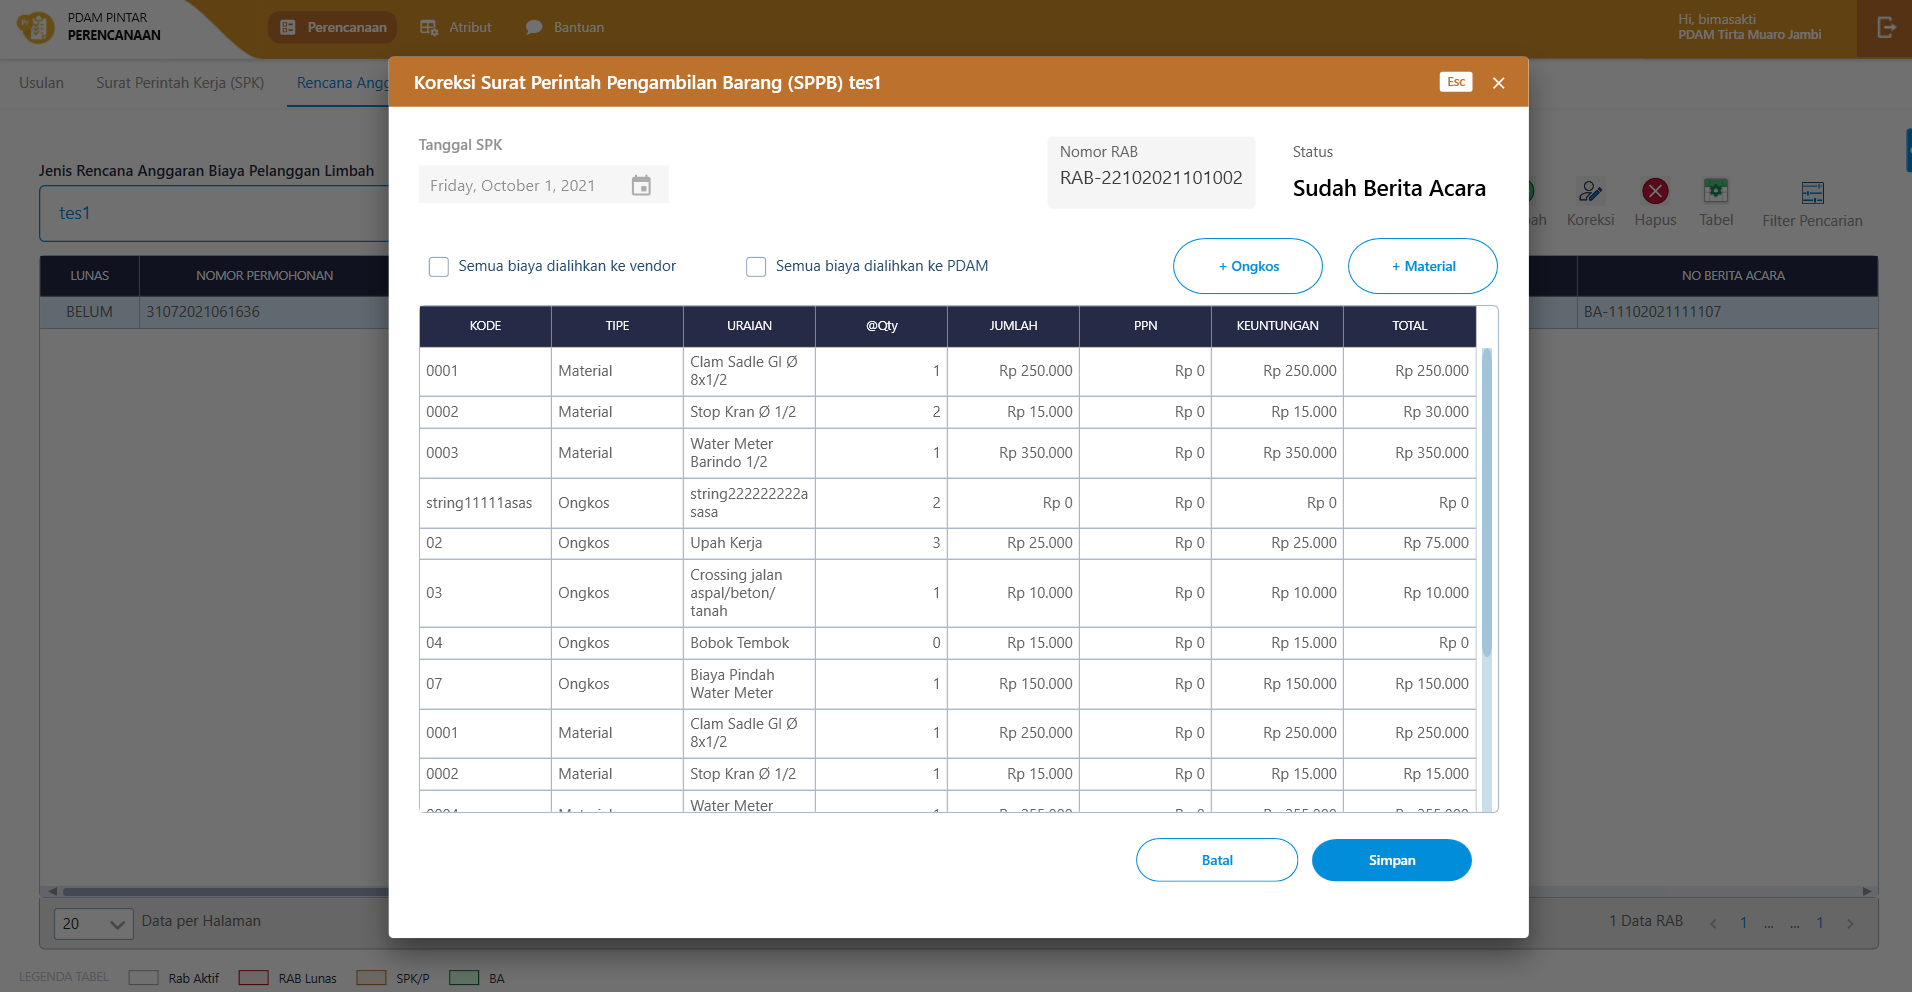 PDAM PINTAR
PERENCANAAN
Perencanaan
Atribut
Bantuan
Hi, bimasakti
PDAM Tirta Muaro Jambi
Usulan
Surat Perintah Kerja (SPK)
Rencana Angg
Koreksi Surat Perintah Pengambilan Barang (SPPB) tes1
Esc
Tanggal SPK
Friday, October 1, 2021
Nomor RAB
RAB-22102021101002
Status
Sudah Berita Acara
Jenis Rencana Anggaran Biaya Pelanggan Limbah
tes1
ah
Koreksi
Hapus
Tabel
Filter Pencarian
Semua biaya dialihkan ke vendor
Semua biaya dialihkan ke PDAM
+ Ongkos
+ Material
LUNAS NOMOR PERMOHONAN
NO BERITA ACARA
BELUM 31072021061636
BA-11102021111107
KODE TIPE URAIAN @Qty JUMLAH PPN KEUNTUNGAN TOTAL
0001 Material Clam Sadle GI Ø 8x1/2 1 Rp 250.000 Rp 0 Rp 250.000 Rp 250.000
0002 Material Stop Kran Ø 1/2 2 Rp 15.000 Rp 0 Rp 15.000 Rp 30.000
0003 Material Water Meter Barindo 1/2 1 Rp 350.000 Rp 0 Rp 350.000 Rp 350.000
string11111asas Ongkos string222222222asasa 2 Rp 0 Rp 0 Rp 0 Rp 0
02 Ongkos Upah Kerja 3 Rp 25.000 Rp 0 Rp 25.000 Rp 75.000
03 Ongkos Crossing jalan aspal/beton/ tanah 1 Rp 10.000 Rp 0 Rp 10.000 Rp 10.000
04 Ongkos Bobok Tembok 0 Rp 15.000 Rp 0 Rp 15.000 Rp 0
07 Ongkos Biaya Pindah Water Meter 1 Rp 150.000 Rp 0 Rp 150.000 Rp 150.000
0001 Material Clam Sadle GI Ø 8x1/2 1 Rp 250.000 Rp 0 Rp 250.000 Rp 250.000
0002 Material Stop Kran Ø 1/2 1 Rp 15.000 Rp 0 Rp 15.000 Rp 15.000
Water Meter
Batal
Simpan
20
Data per Halaman
1 Data RAB < 1 ... ... 1 >
LEGENDA TABEL
Rab Aktif
RAB Lunas
SPK/P
BA